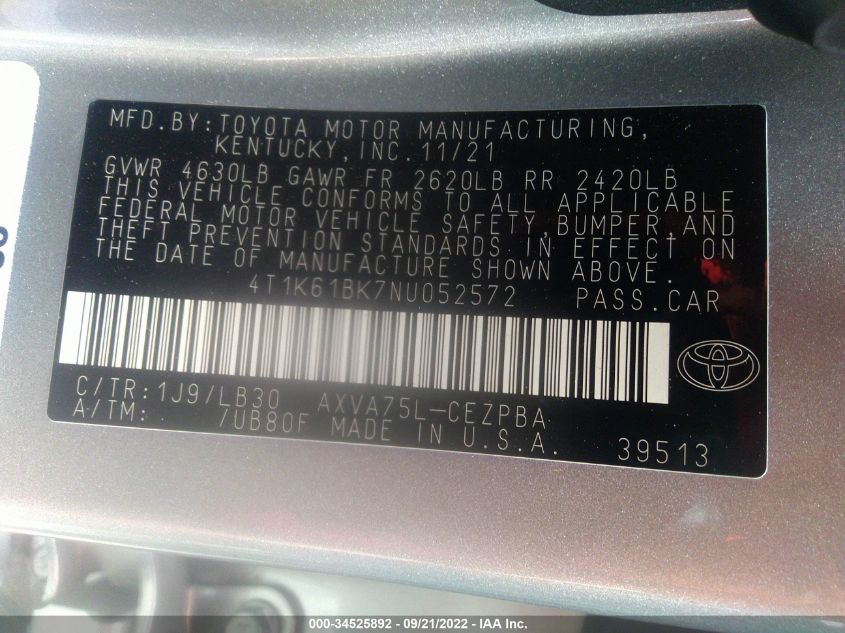 MFD.BY:TOYOTA MOTOR MANUFACTURING,
KENTUCKY,INC.11/21
GVWR 4630LB GAWR FR 2620LB RR 2420LB
THIS VEHICLE CONFORMS TO ALL APPLICABLE
FEDERAL MOTOR VEHICLE SAFETY,BUMPER,AND
THEFT PREVENTION STANDARDS IN EFFECT ON
THE DATE OF MANUFACTURE SHOWN ABOVE.
4T1K61BK7NU052572 PASS.CAR
C/TR:1J9/LB30 AXVA75L-CEZPBA
A/TM: /UB80F MADE IN U.S.A. 39513
000-34525892 - 09/21/2022 - IAA Inc.